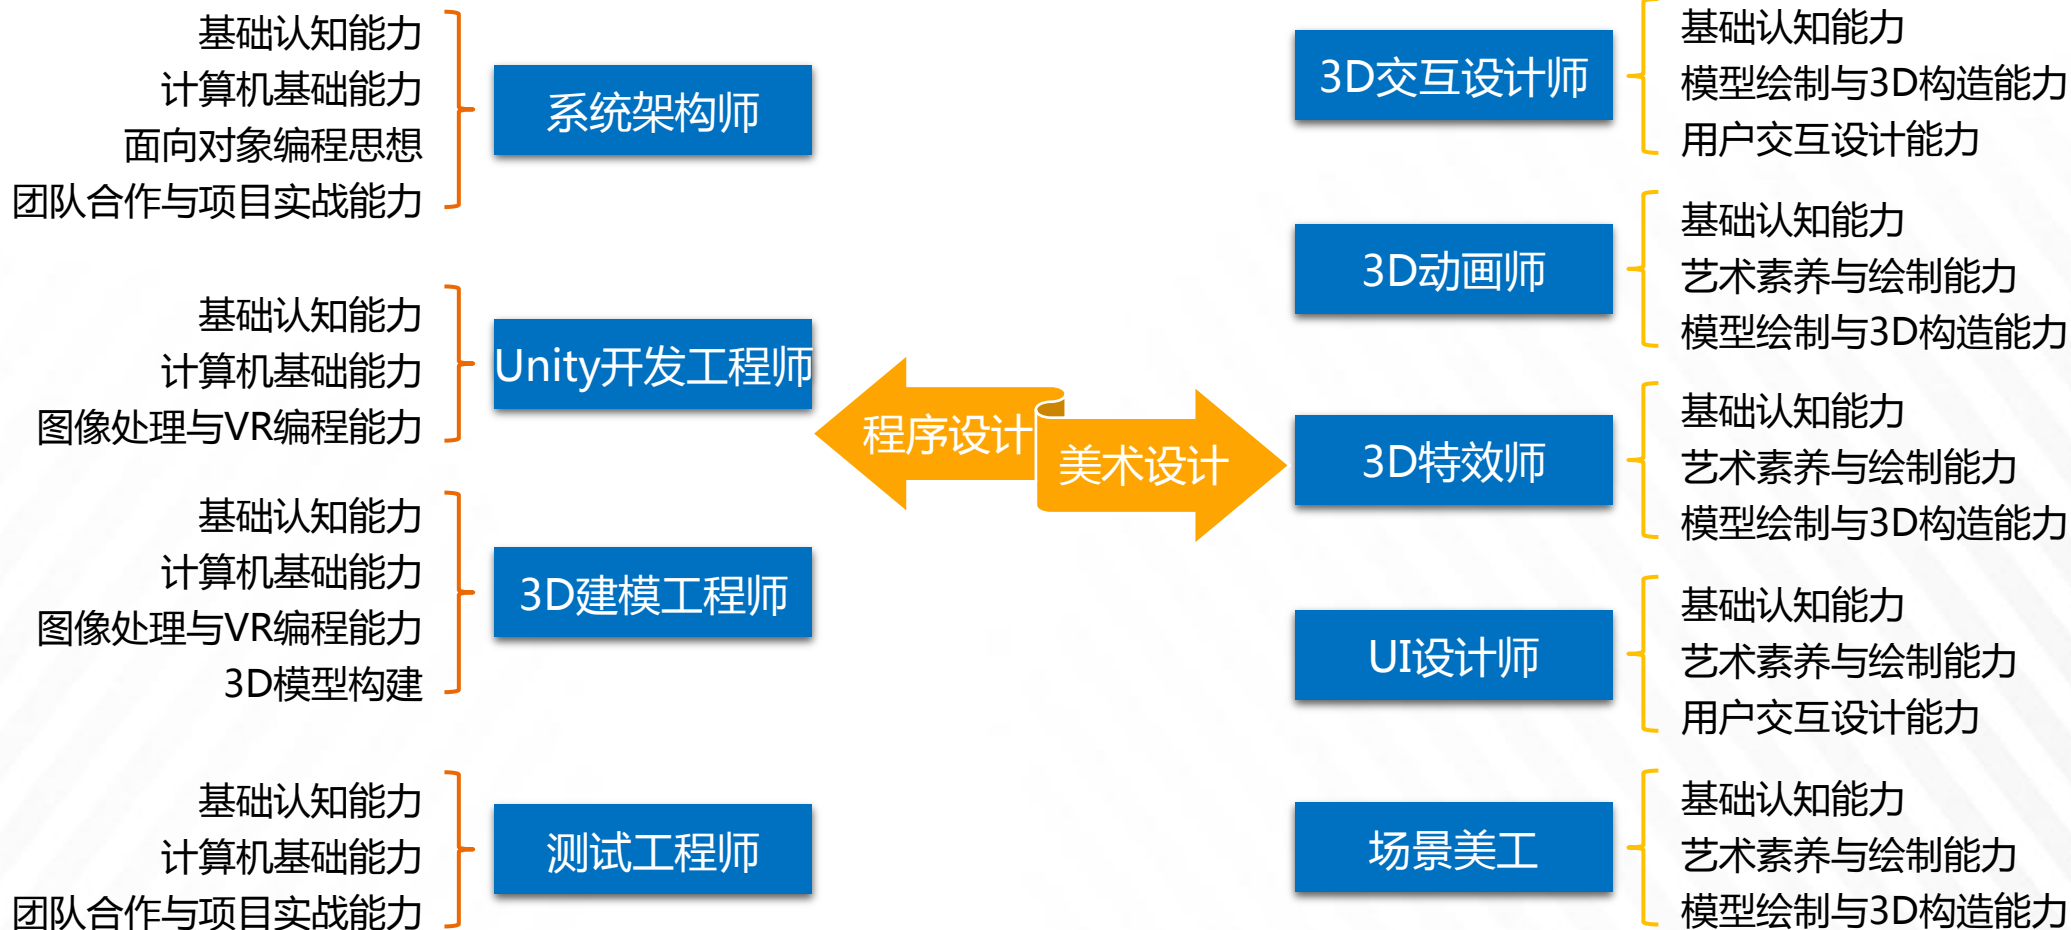 基础认知能力
计算机基础能力
面向对象编程思想
团队合作与项目实战能力
系统架构师
基础认知能力
计算机基础能力
图像处理与VR编程能力
Unity开发工程师
基础认知能力
计算机基础能力
图像处理与VR编程能力
3D模型构建
3D建模工程师
基础认知能力
计算机基础能力
团队合作与项目实战能力
测试工程师
程序设计
美术设计
3D交互设计师
基础认知能力
模型绘制与3D构造能力
用户交互设计能力
3D动画师
基础认知能力
艺术素养与绘制能力
模型绘制与3D构造能力
3D特效师
基础认知能力
艺术素养与绘制能力
模型绘制与3D构造能力
UI设计师
基础认知能力
艺术素养与绘制能力
用户交互设计能力
场景美工
基础认知能力
艺术素养与绘制能力
模型绘制与3D构造能力